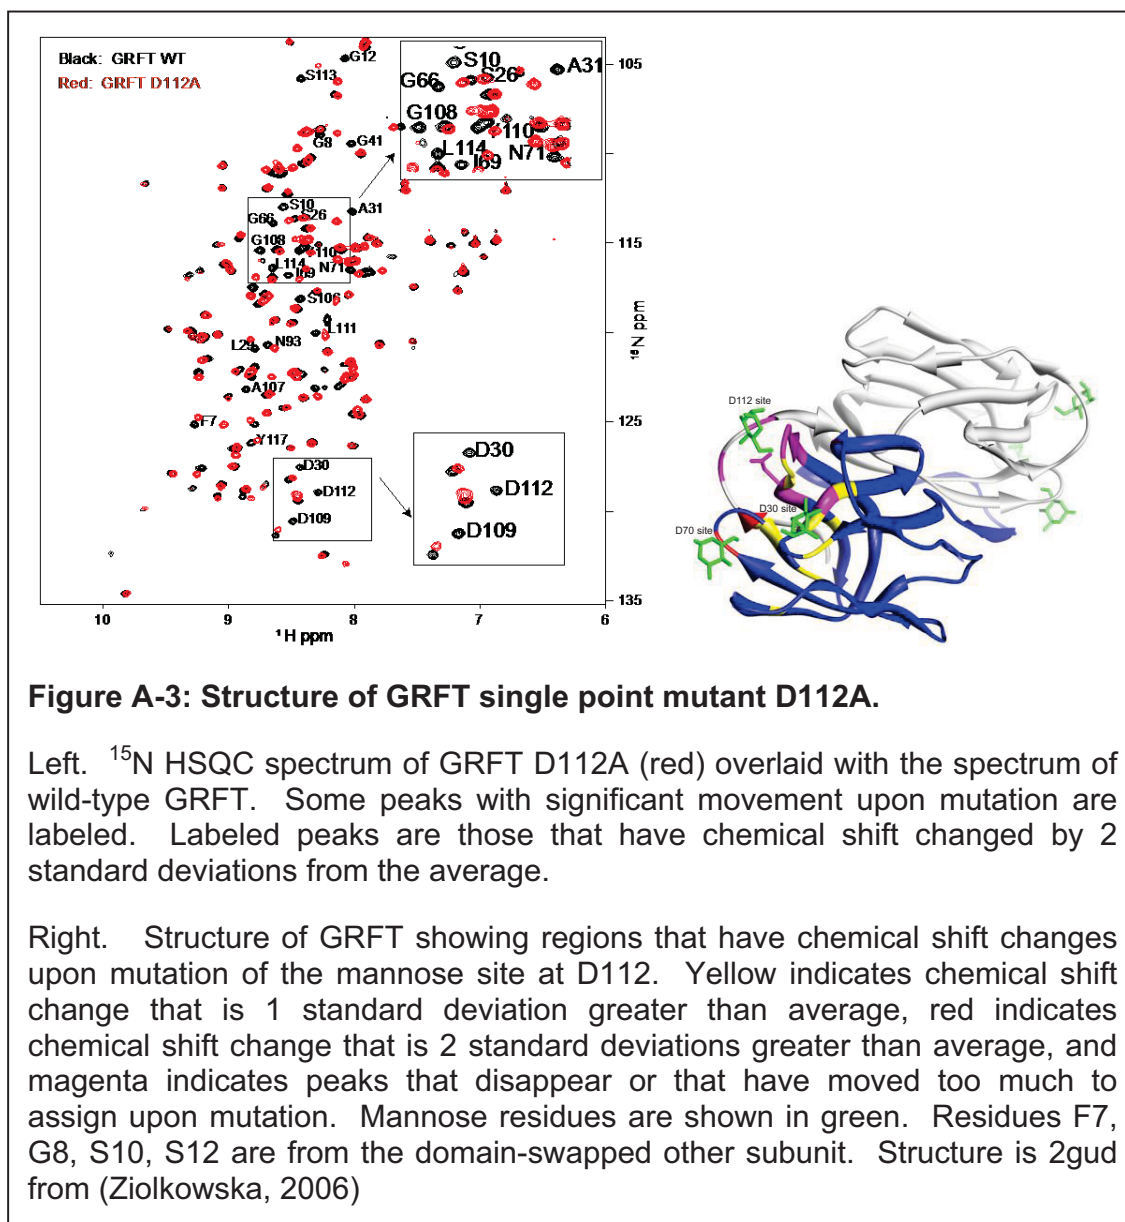 Black: GRFT WT
Red: GRFT D112A
G12
S113
G8
G41
S10
S26
A31
G66
G108
Y110
L114
I69
N71
S10
26
A31
G66
G108
110
L114
I69
N71
S106
L111
L29
N93
A107
F7
Y117
D30
D112
D109
D30
D112
D109
105
115
125
135
15N ppm
10
9
8
7
6
1H ppm
D112 site
D30 site
D70 site
Figure A-3: Structure of GRFT single point mutant D112A.
Left. 15N HSQC spectrum of GRFT D112A (red) overlaid with the spectrum of
wild-type GRFT. Some peaks with significant movement upon mutation are
labeled. Labeled peaks are those that have chemical shift changed by 2
standard deviations from the average.
Right. Structure of GRFT showing regions that have chemical shift changes
upon mutation of the mannose site at D112. Yellow indicates chemical shift
change that is 1 standard deviation greater than average, red indicates
chemical shift change that is 2 standard deviations greater than average, and
magenta indicates peaks that disappear or that have moved too much to
assign upon mutation. Mannose residues are shown in green. Residues F7,
G8, S10, S12 are from the domain-swapped other subunit. Structure is 2gud
from (Ziolkowska, 2006)